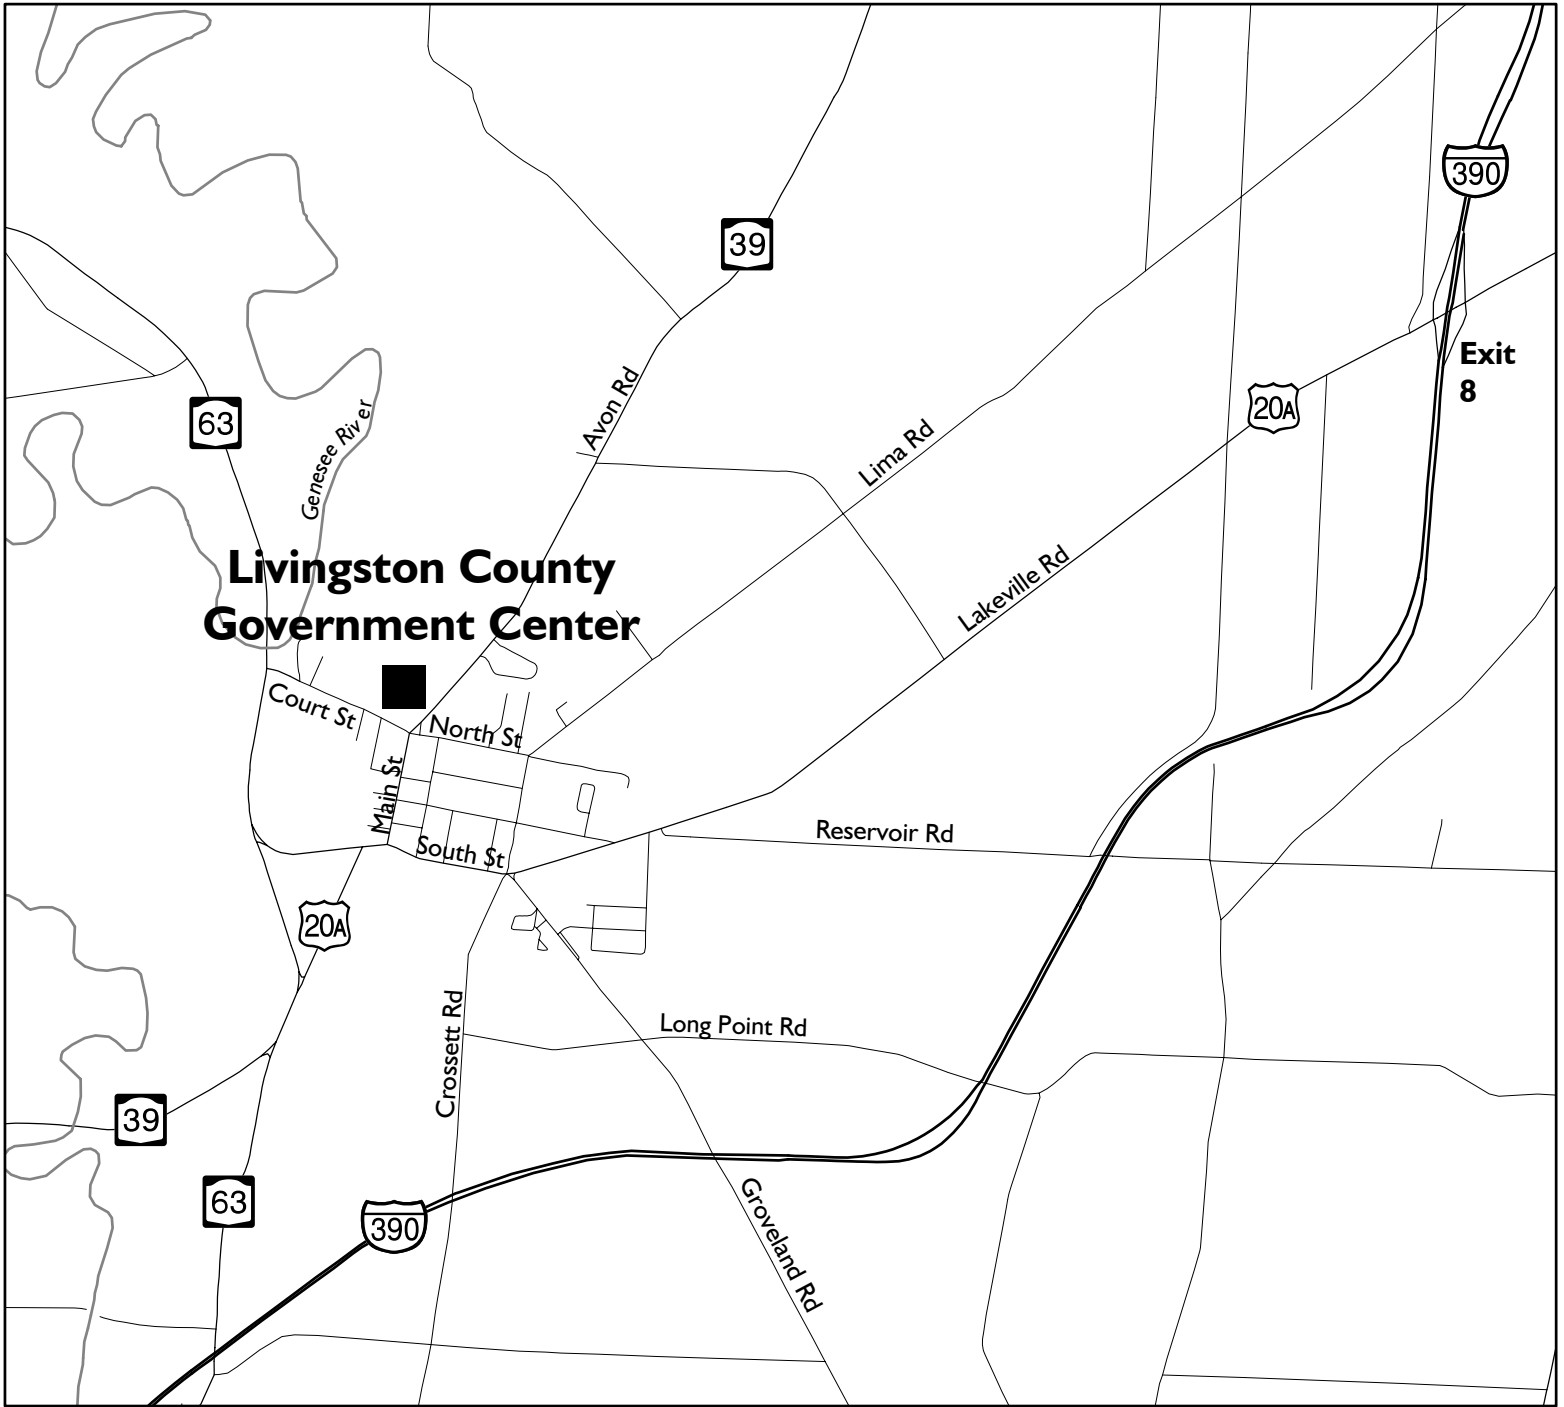 390
39
Exit
8
20A
63
Avon Rd
Genesee River
Lima Rd
Livingston County
Government Center
Lakeville Rd
Court St
North St
Main St
South St
Reservoir Rd
20A
Crossett Rd
Long Point Rd
39
63
390
Groveland Rd